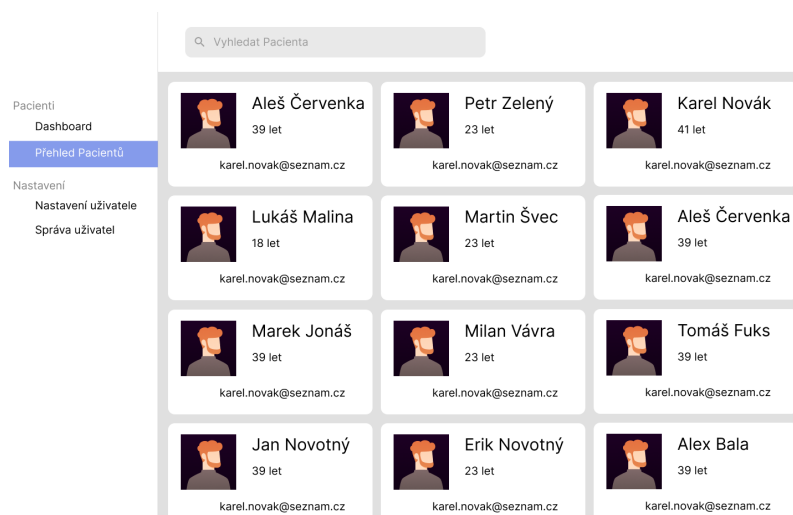 Vyhledat Pacienta
Pacienti
Dashboard
Přehled Pacientů
Nastavení
Nastavení uživatele
Správa uživatel
Aleš Červenka
39 let
karel.novak@seznam.cz
Petr Zelený
23 let
karel.novak@seznam.cz
Karel Novák
41 let
karel.novak@seznam.cz
Lukáš Malina
18 let
karel.novak@seznam.cz
Martin Švec
23 let
karel.novak@seznam.cz
Aleš Červenka
39 let
karel.novak@seznam.cz
Marek Jonáš
39 let
karel.novak@seznam.cz
Milan Vávra
23 let
karel.novak@seznam.cz
Tomáš Fuks
39 let
karel.novak@seznam.cz
Jan Novotný
39 let
karel.novak@seznam.cz
Erik Novotný
23 let
karel.novak@seznam.cz
Alex Bala
39 let
karel.novak@seznam.cz